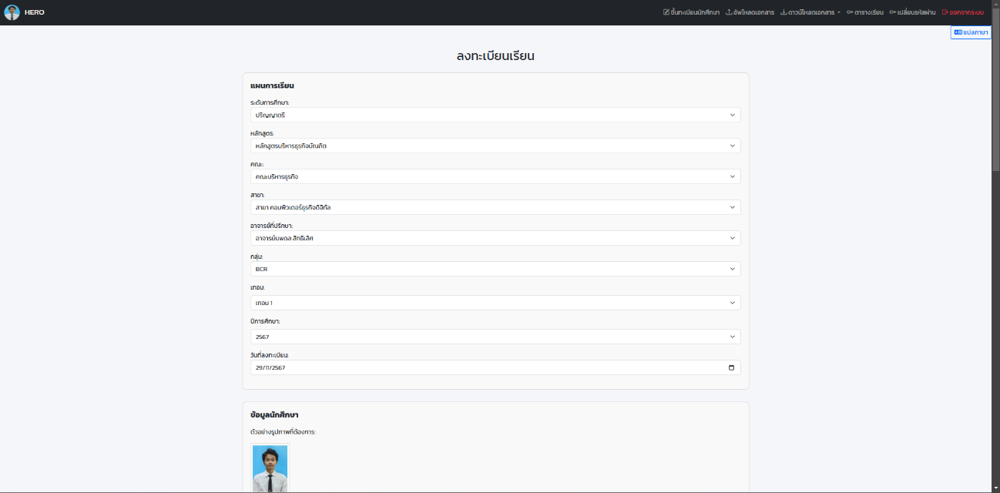 HERO
ขึ้นทะเบียนนักศึกษา อัพโหลดเอกสาร ดาวน์โหลดเอกสาร ตารางเรียน เปลี่ยนรหัสผ่าน ออกจากระบบ
แปลภาษา
ลงทะเบียนเรียน
แผนการเรียน
ระดับการศึกษา:
ปริญญาตรี
หลักสูตร:
หลักสูตรบริหารธุรกิจบัณฑิต
คณะ:
คณะบริหารธุรกิจ
สาขา:
สาขา คอมพิวเตอร์ธุรกิจดิจิทัล
อาจารย์ที่ปรึกษา:
อาจารย์นพดล สิทธิเลิศ
กลุ่ม:
BCR
เทอม:
เทอม 1
ปีการศึกษา:
2567
วันที่ลงทะเบียน:
29/11/2567
ข้อมูลนักศึกษา
ตัวอย่างรูปภาพที่ต้องการ: